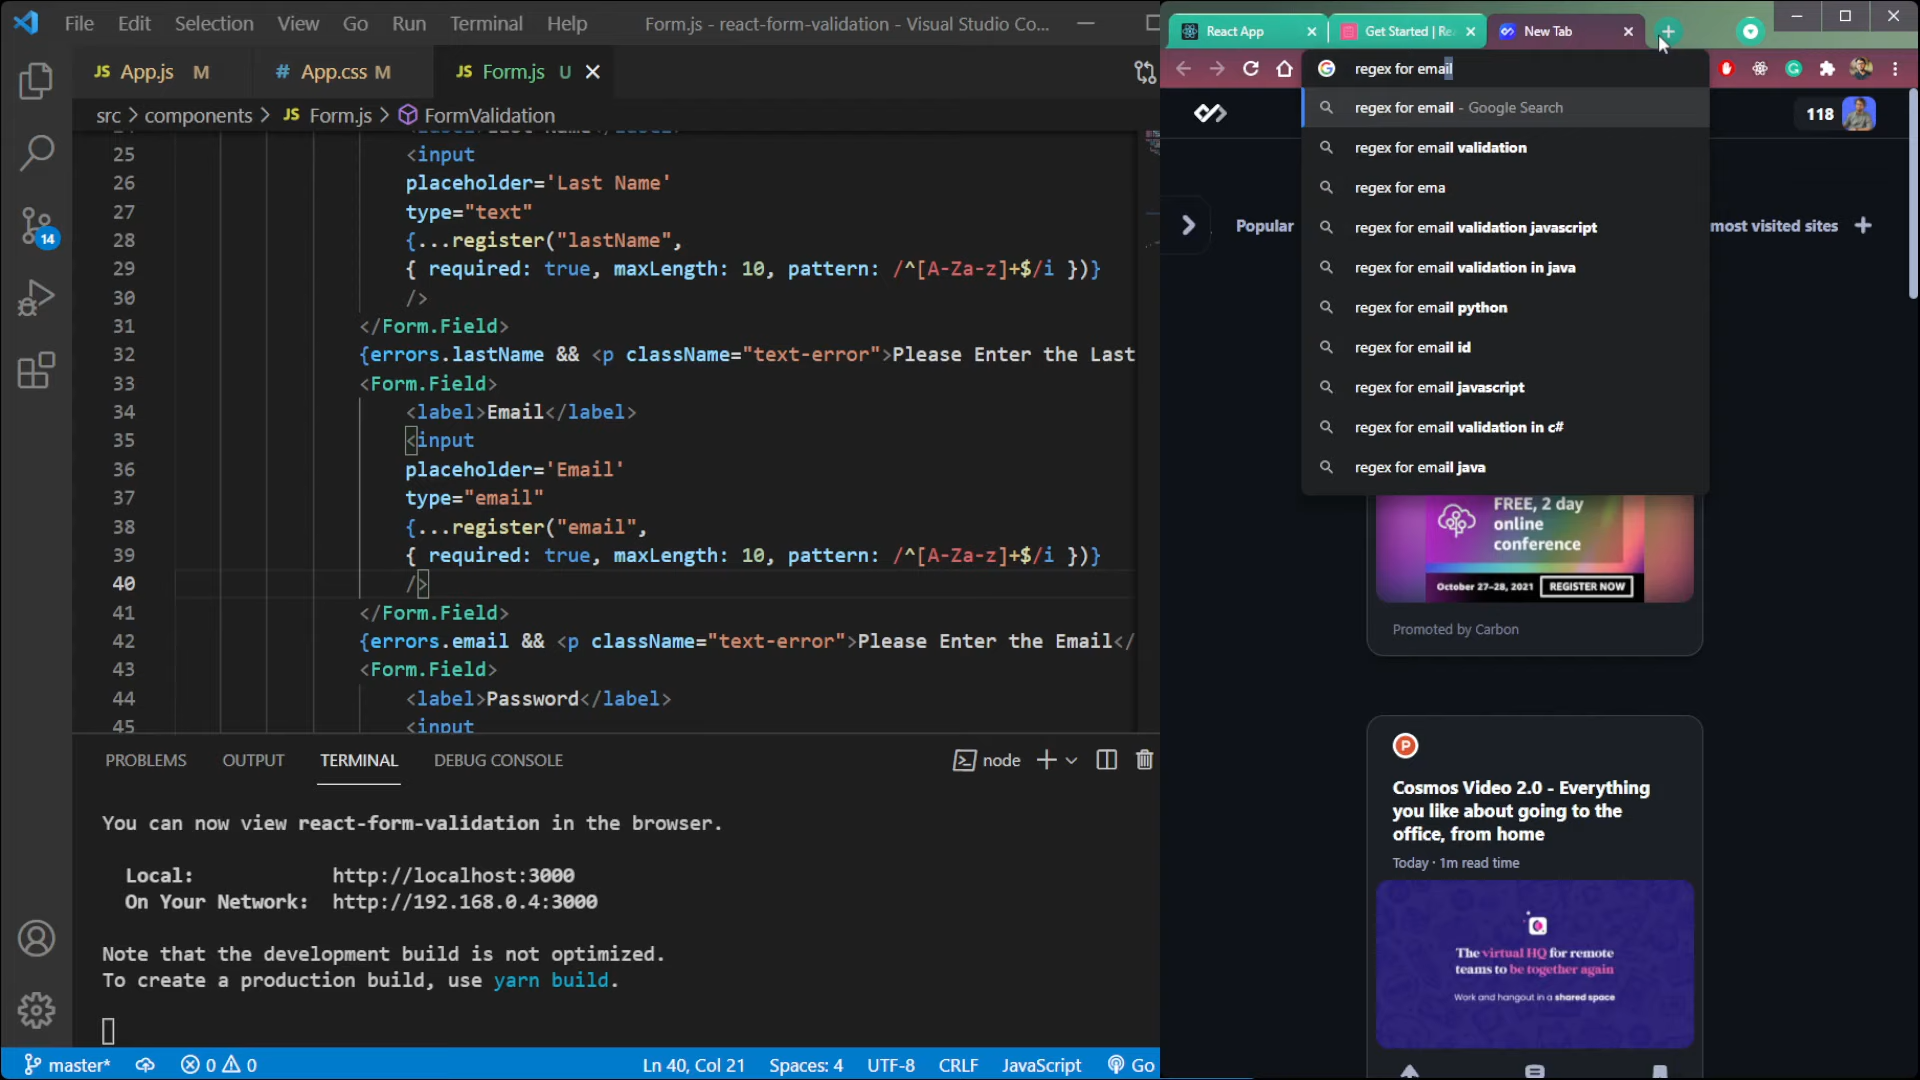 File Edit Selection View Go Run Terminal Help Form.js - react-form-validation - Visual Studio Co...
JS App.js M # App.css M JS Form.js U
src > components > JS Form.js > FormValidation
25 <input
26 placeholder='Last Name'
27 type="text"
28 {...register("lastName",
29 { required: true, maxLength: 10, pattern: /^[A-Za-z]+$/i })}
30 />
31 </Form.Field>
32 {errors.lastName && <p className="text-error">Please Enter the Last
33 <Form.Field>
34 <label>Email</label>
35 <input
36 placeholder='Email'
37 type="email"
38 {...register("email",
39 { required: true, maxLength: 10, pattern: /^[A-Za-z]+$/i })}
40 />
41 </Form.Field>
42 {errors.email && <p className="text-error">Please Enter the Email</
43 <Form.Field>
44 <label>Password</label>
45 <input
PROBLEMS OUTPUT TERMINAL DEBUG CONSOLE node
You can now view react-form-validation in the browser.
Local: http://localhost:3000
On Your Network: http://192.168.0.4:3000
Note that the development build is not optimized.
To create a production build, use yarn build.
14
master* 0 0 Ln 40, Col 21 Spaces: 4 UTF-8 CRLF JavaScript Go
React App Get Started | Re New Tab
regex for email
regex for email - Google Search
regex for email validation
regex for ema
regex for email validation javascript
regex for email validation in java
regex for email python
regex for email id
regex for email javascript
regex for email validation in c#
regex for email java
118
Popular most visited sites
FREE, 2 day
online
conference
October 27–28, 2021 REGISTER NOW
Promoted by Carbon
P
Cosmos Video 2.0 - Everything
you like about going to the
office, from home
Today · 1m read time
The virtual HQ for remote
teams to be together again
Work and hangout in a shared space